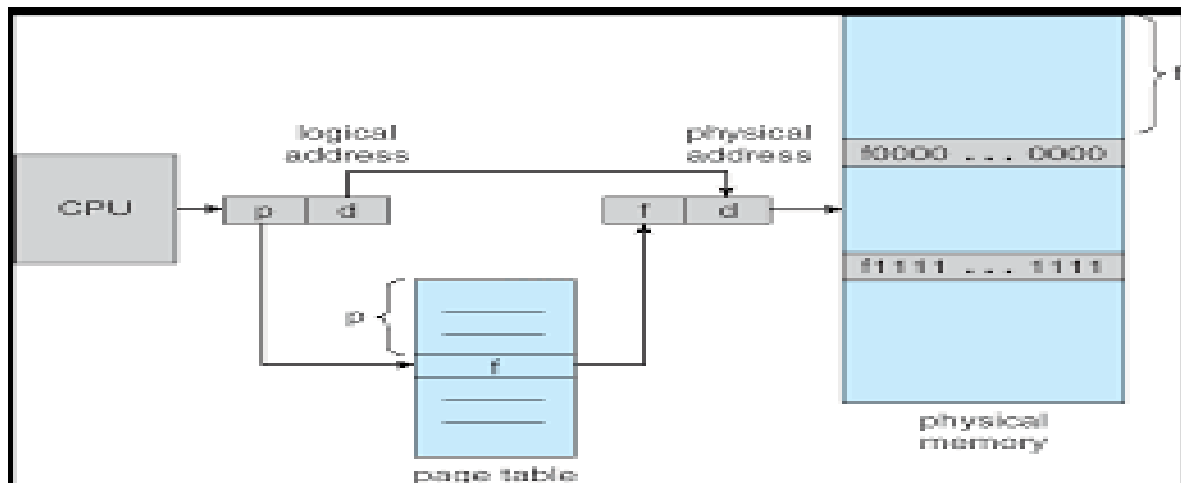 logical
address
physical
address
f
f0000 ... 0000
CPU
p d
f d
f1111 ... 1111
p
f
physical
memory
page table